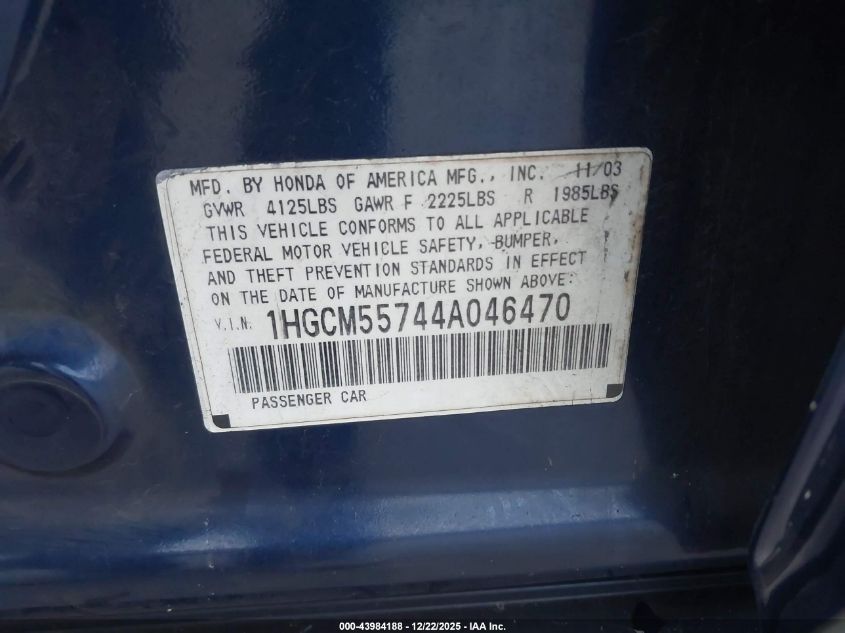 MFD. BY HONDA OF AMERICA MFG., INC. 11/03
GVWR 4125LBS GAWR F 2225LBS R 1985LBS
THIS VEHICLE CONFORMS TO ALL APPLICABLE
FEDERAL MOTOR VEHICLE SAFETY, BUMPER,
AND THEFT PREVENTION STANDARDS IN EFFECT
ON THE DATE OF MANUFACTURE SHOWN ABOVE.
V.I.N. 1HGCM55744A046470
PASSENGER CAR
000-43984188 - 12/22/2025 - IAA Inc.